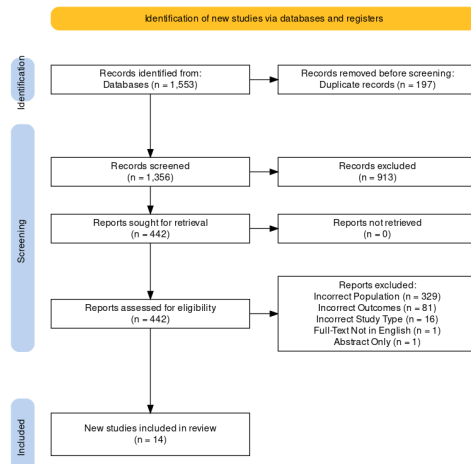 Identification of new studies via databases and registers
Identification
Records identified from:
Databases (n = 1,553)
Records removed before screening:
Duplicate records (n = 197)
Screening
Records screened
(n = 1,356)
Records excluded
(n = 913)
Reports sought for retrieval
(n = 442)
Reports not retrieved
(n = 0)
Reports assessed for eligibility
(n = 442)
Reports excluded:
Incorrect Population (n = 329)
Incorrect Outcomes (n = 81)
Incorrect Study Type (n = 16)
Full-Text Not in English (n = 1)
Abstract Only (n = 1)
Included
New studies included in review
(n = 14)